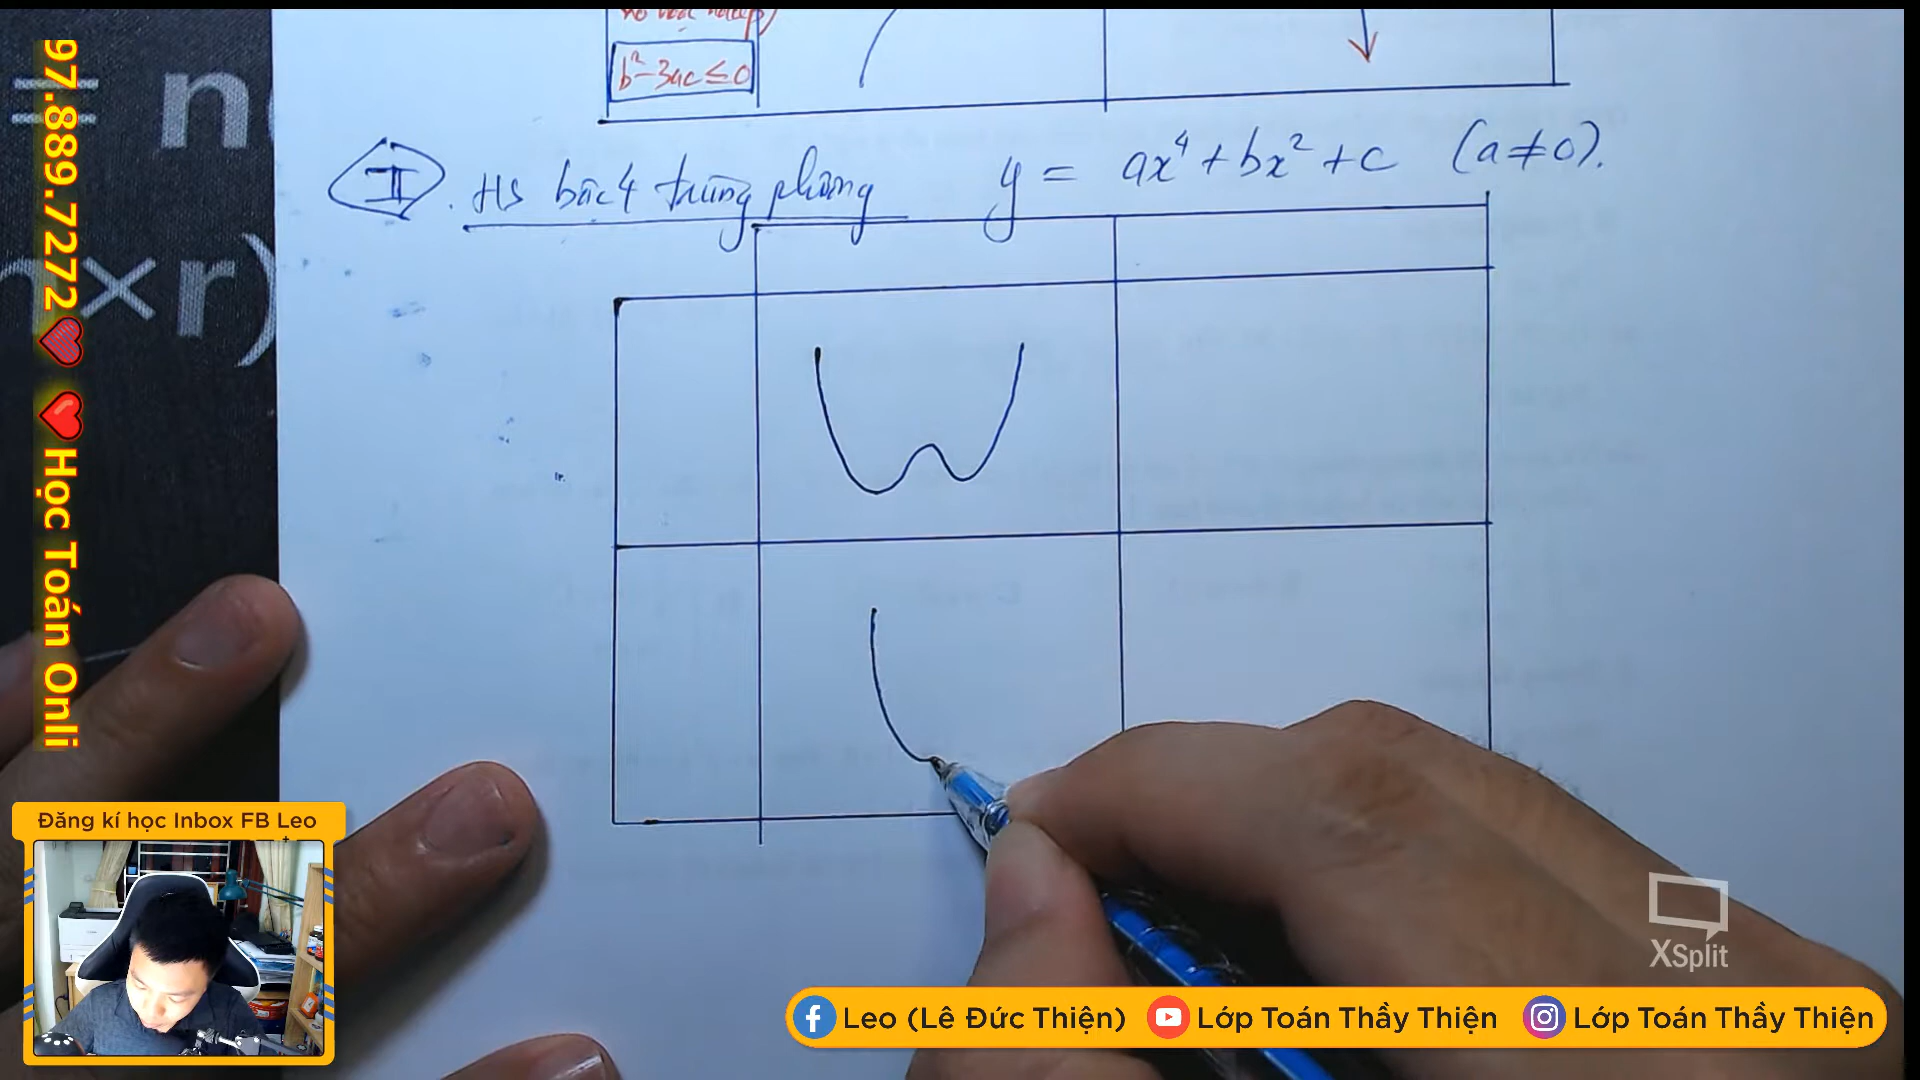 b²-3ac ≤ 0
II. HS bậc 4 trùng phương y = ax⁴ + bx² + c (a ≠ 0).
= n
n×r)
97.889.7272 ❤ ❤ Học Toán Onli
Đăng kí học Inbox FB Leo
XSplit
Leo (Lê Đức Thiện) Lớp Toán Thầy Thiện Lớp Toán Thầy Thiện